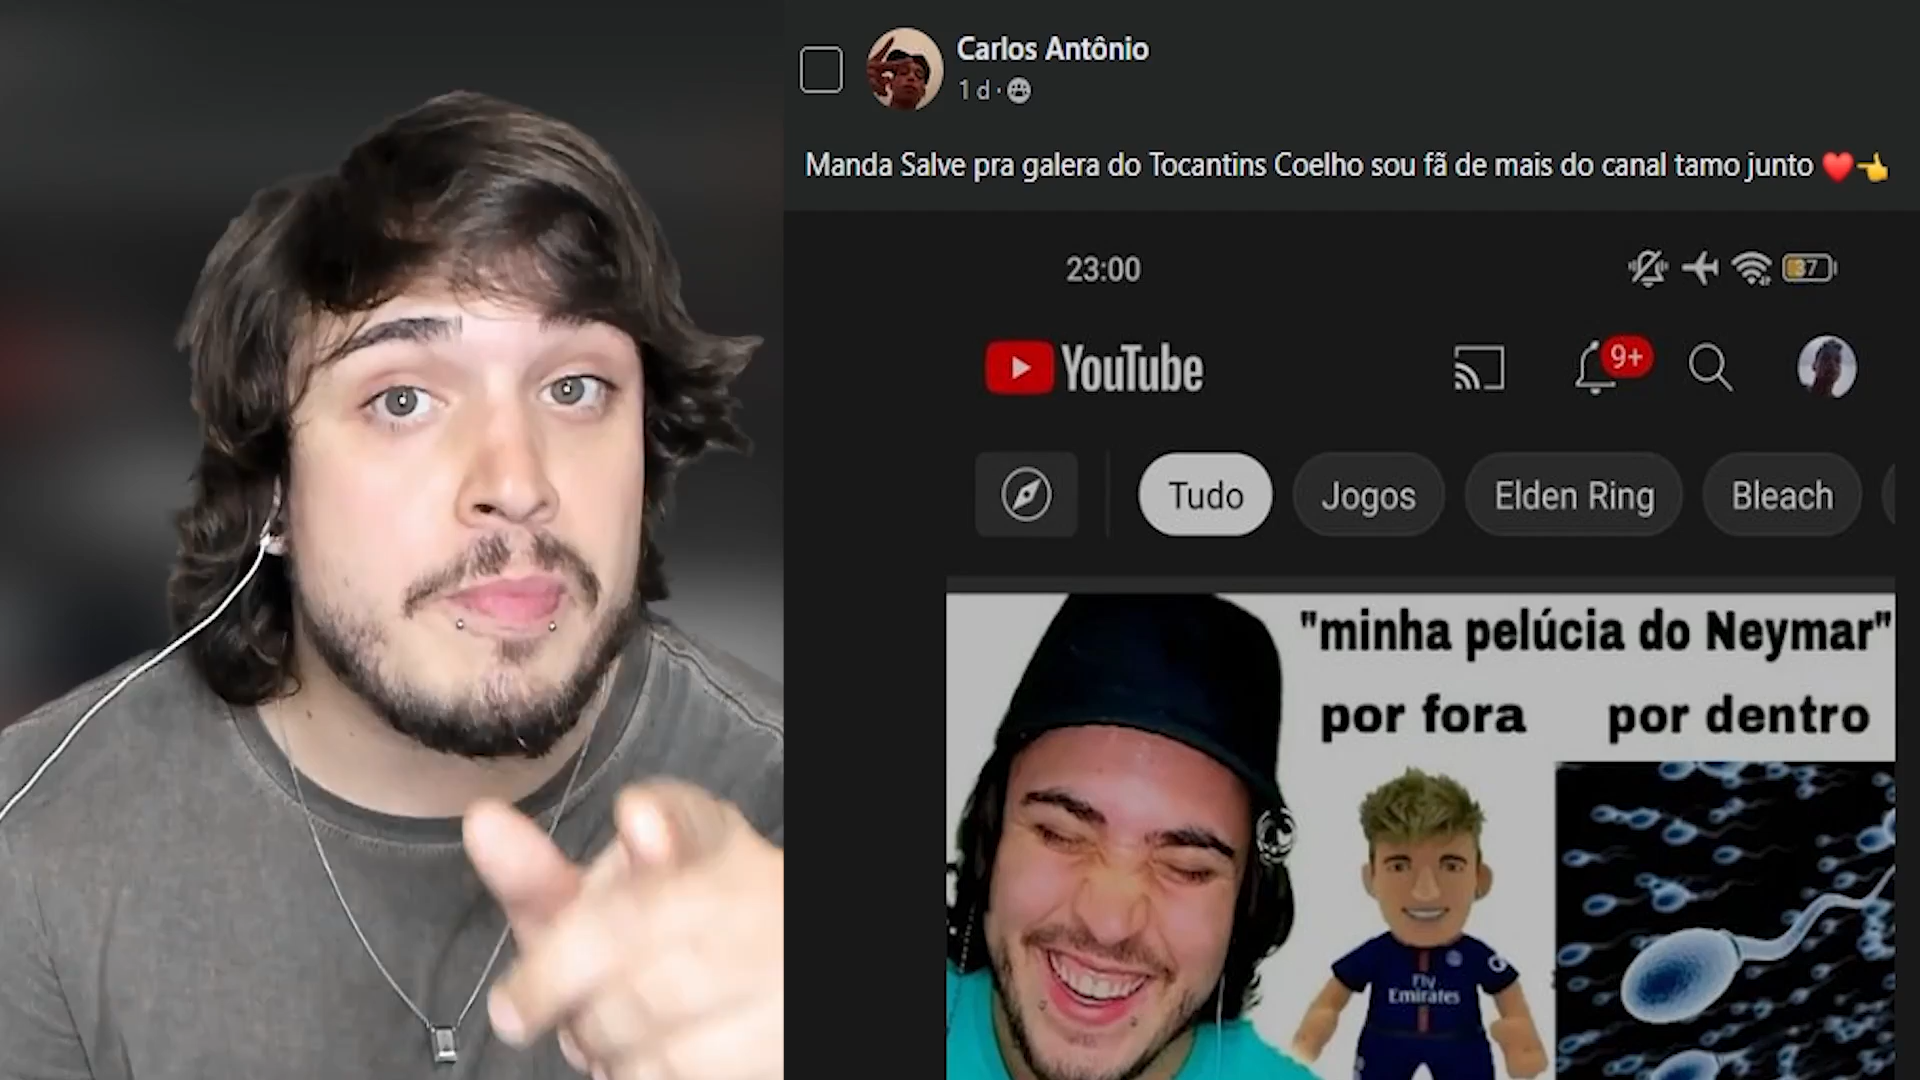 Carlos Antônio
1 d ·
Manda Salve pra galera do Tocantins Coelho sou fã de mais do canal tamo junto ❤️👈
23:00
37
YouTube
9+
Tudo
Jogos
Elden Ring
Bleach
"minha pelúcia do Neymar"
por fora
por dentro
Fly
Emirates